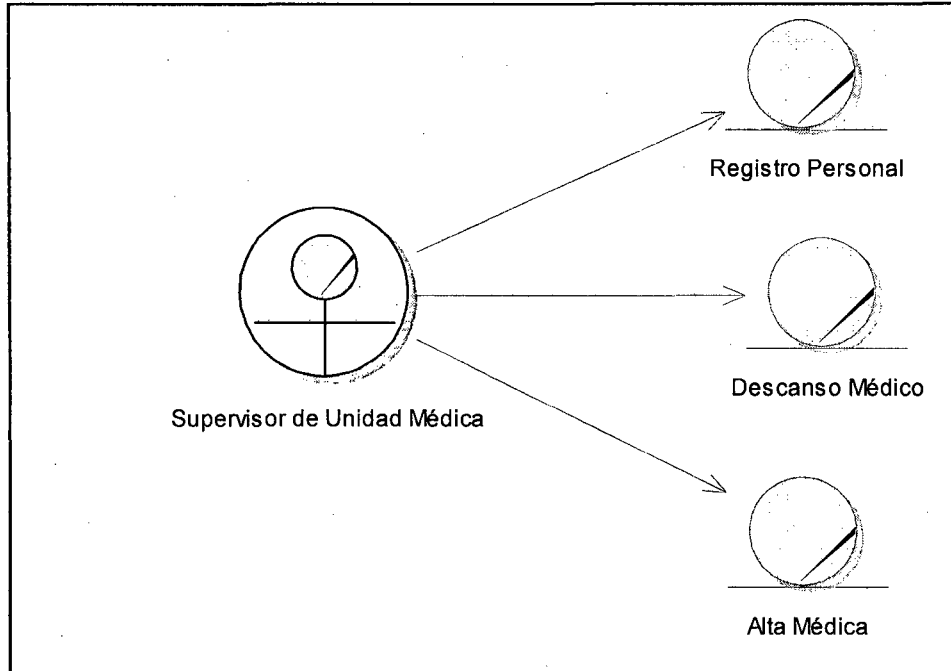 Registro Personal
Supervisor de Unidad Médica
Descanso Médico
Alta Médica